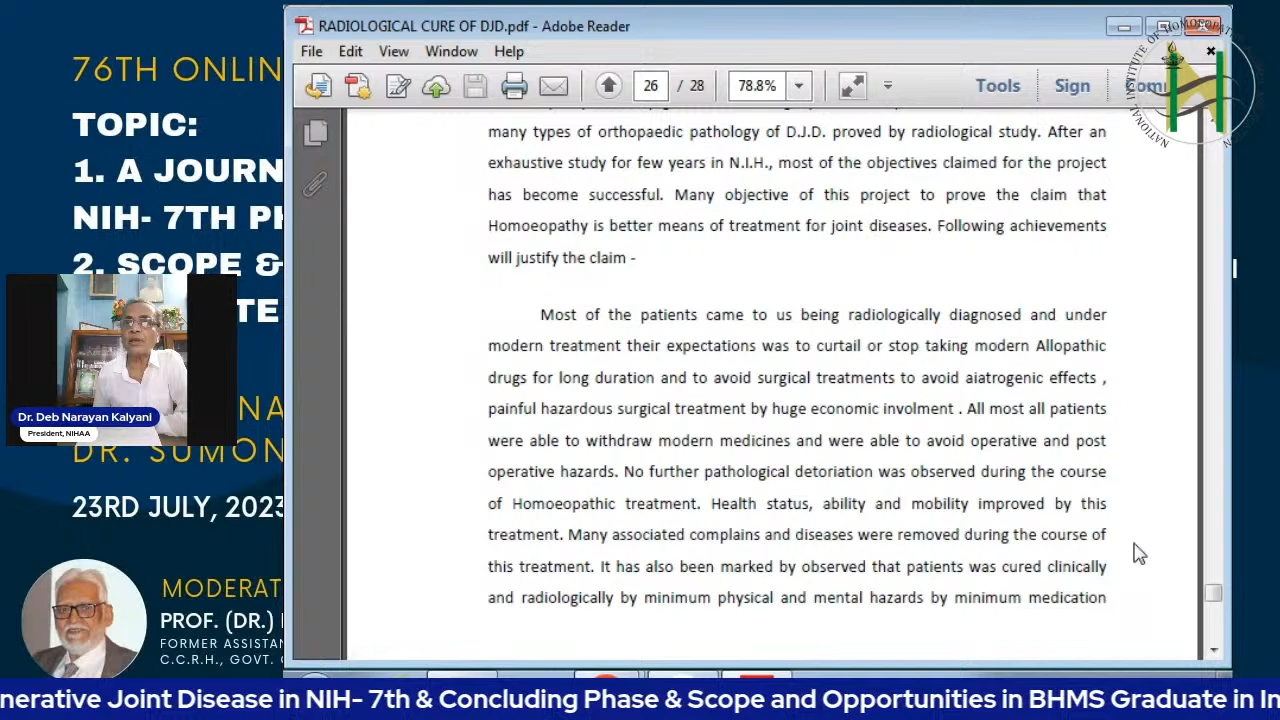 76TH ONLIN
TOPIC:
1. A JOURN
NIH- 7TH PH
2. SCOPE &
TE
NA
DR. SUMON
23RD JULY, 2023
MODERAT
PROF. (DR.)
FORMER ASSISTAN
C.C.R.H., GOVT.
Dr. Deb Narayan Kalyani
President, NIHAA
RADIOLOGICAL CURE OF DJD.pdf - Adobe Reader
File Edit View Window Help
26 / 28 78.8% Tools Sign Com
NATIONAL INSTITUTE OF HOMOEOPATHY
many types of orthopaedic pathology of D.J.D. proved by radiological study. After an
exhaustive study for few years in N.I.H., most of the objectives claimed for the project
has become successful. Many objective of this project to prove the claim that
Homoeopathy is better means of treatment for joint diseases. Following achievements
will justify the claim -
Most of the patients came to us being radiologically diagnosed and under
modern treatment their expectations was to curtail or stop taking modern Allopathic
drugs for long duration and to avoid surgical treatments to avoid aiatrogenic effects ,
painful hazardous surgical treatment by huge economic involment . All most all patients
were able to withdraw modern medicines and were able to avoid operative and post
operative hazards. No further pathological detoriation was observed during the course
of Homoeopathic treatment. Health status, ability and mobility improved by this
treatment. Many associated complains and diseases were removed during the course of
this treatment. It has also been marked by observed that patients was cured clinically
and radiologically by minimum physical and mental hazards by minimum medication
nerative Joint Disease in NIH- 7th & Concluding Phase & Scope and Opportunities in BHMS Graduate in In